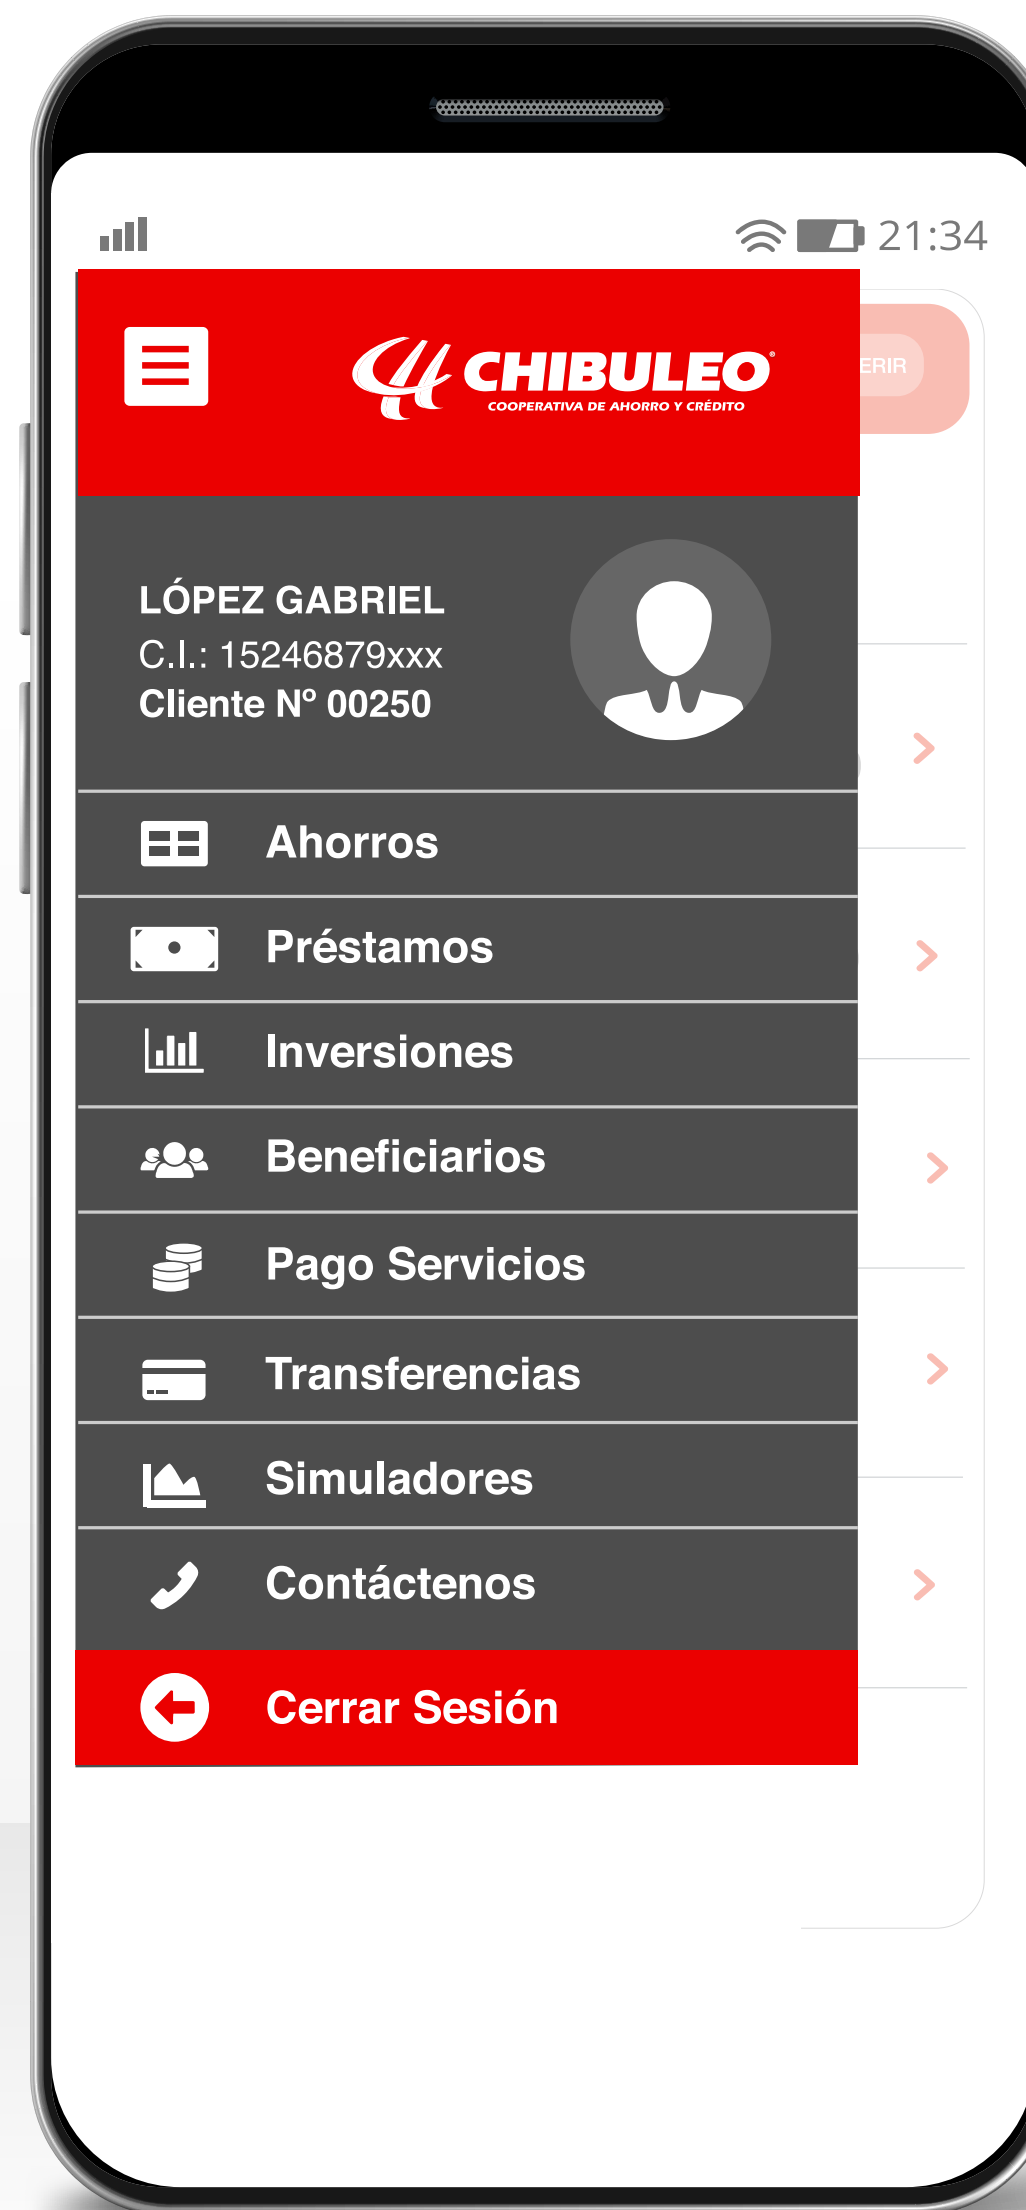 21:34
CHIBULEO®
COOPERATIVA DE AHORRO Y CRÉDITO
ERIR
LÓPEZ GABRIEL
C.I.: 15246879xxx
Cliente Nº 00250
Ahorros
Préstamos
Inversiones
Beneficiarios
Pago Servicios
Transferencias
Simuladores
Contáctenos
Cerrar Sesión